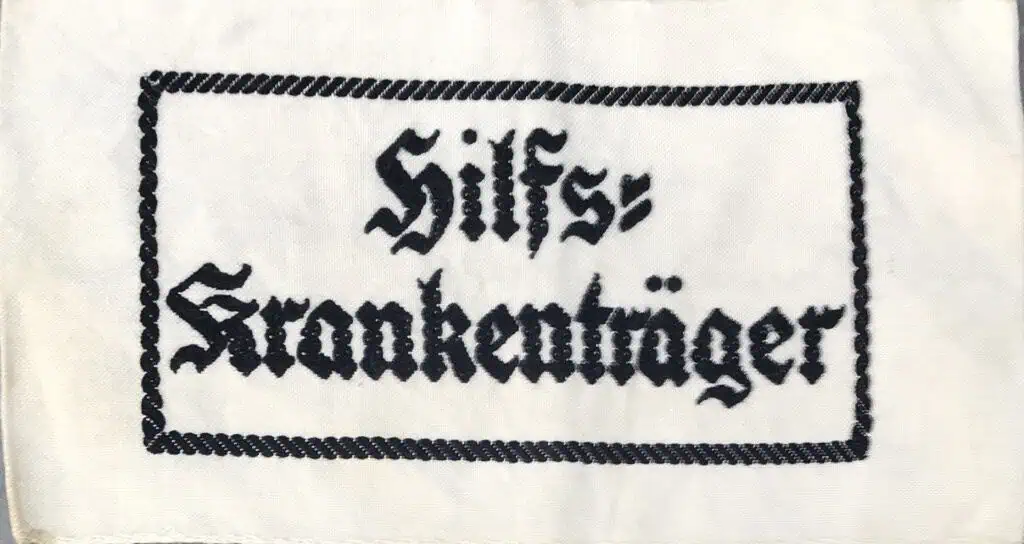 Hilfs=
Krankenträger